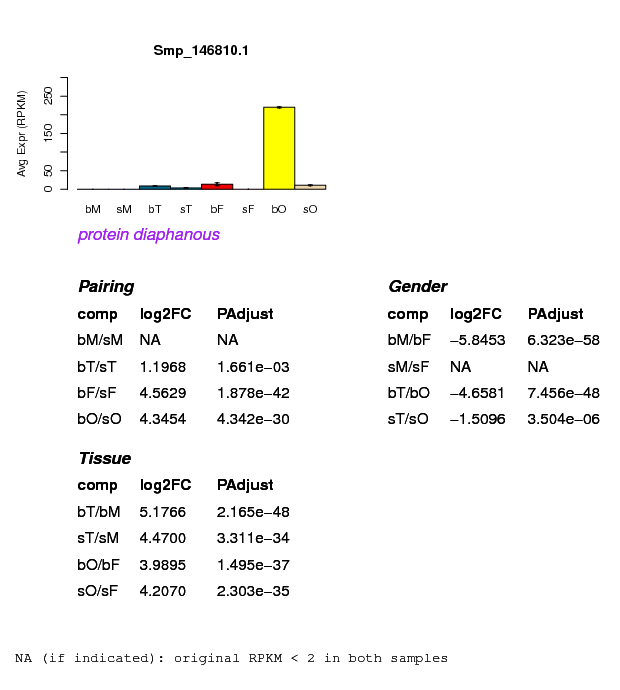 Smp_146810.1
Avg Expr (RPKM)
250
150
50
0
bM sM bT sT bF sF bO sO
protein diaphanous
Pairing
comp log2FC PAdjust
bM/sM NA NA
bT/sT 1.1968 1.661e−03
bF/sF 4.5629 1.878e−42
bO/sO 4.3454 4.342e−30
Gender
comp log2FC PAdjust
bM/bF −5.8453 6.323e−58
sM/sF NA NA
bT/bO −4.6581 7.456e−48
sT/sO −1.5096 3.504e−06
Tissue
comp log2FC PAdjust
bT/bM 5.1766 2.165e−48
sT/sM 4.4700 3.311e−34
bO/bF 3.9895 1.495e−37
sO/sF 4.2070 2.303e−35
NA (if indicated): original RPKM < 2 in both samples